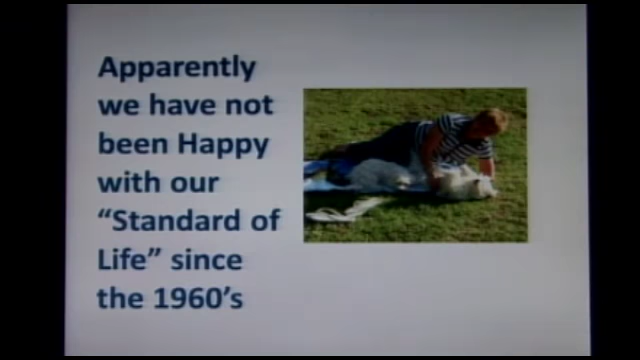 Apparently
we have not
been Happy
with our
“Standard of
Life” since
the 1960’s